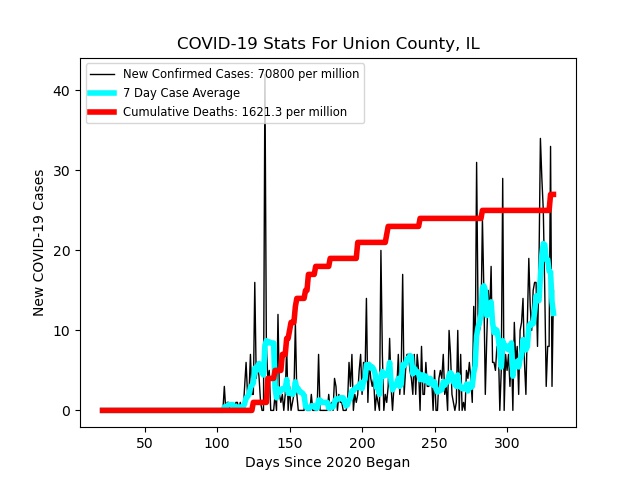 COVID-19 Stats For Union County, IL
New Confirmed Cases: 70800 per million
7 Day Case Average
Cumulative Deaths: 1621.3 per million
New COVID-19 Cases
40
30
20
10
0
50 100 150 200 250 300
Days Since 2020 Began